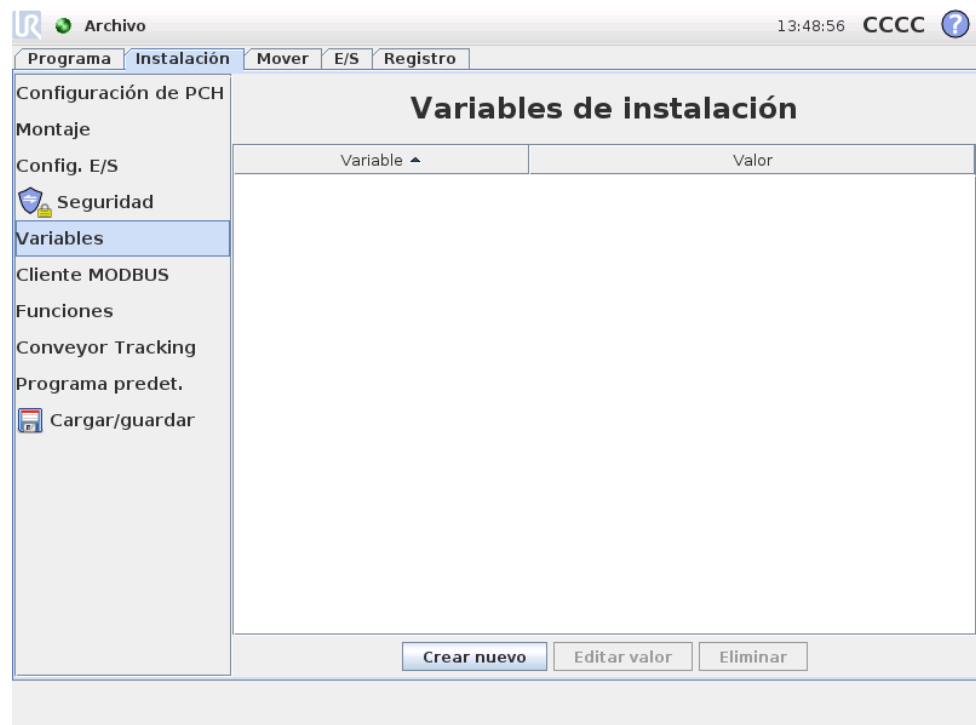 UR Archivo 13:48:56 CCCC ?
Programa Instalación Mover E/S Registro
Configuración de PCH
Montaje
Config. E/S
Seguridad
Variables
Cliente MODBUS
Funciones
Conveyor Tracking
Programa predet.
Cargar/guardar
Variables de instalación
Variable Valor
Crear nuevo Editar valor Eliminar